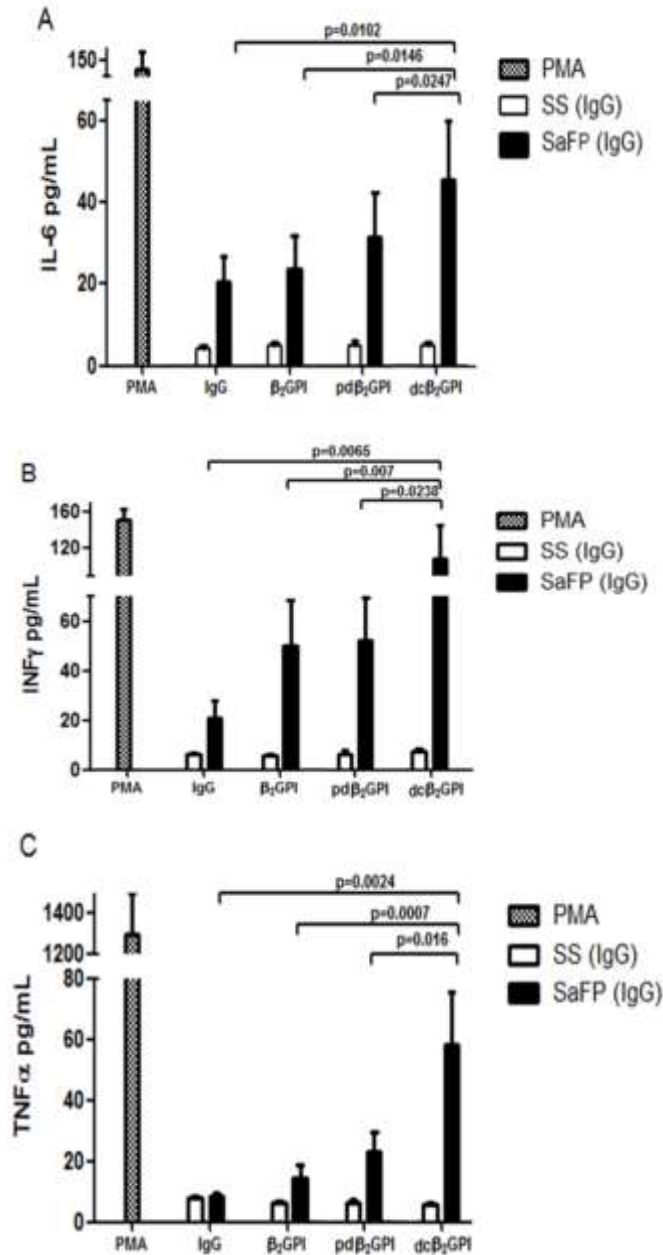 A
p=0.0102
p=0.0146
p=0.0247
PMA
SS (IgG)
SaFP (IgG)
IL-6 pg/mL
150
60
40
20
0
PMA IgG β₂GPI pdβ₂GPI dcβ₂GPI
B
p=0.0065
p=0.007
p=0.0238
PMA
SS (IgG)
SaFP (IgG)
INFγ pg/mL
160
120
60
40
20
0
PMA IgG β₂GPI pdβ₂GPI dcβ₂GPI
C
p=0.0024
p=0.0007
p=0.016
PMA
SS (IgG)
SaFP (IgG)
TNFα pg/mL
1400
1200
80
60
40
20
0
PMA IgG β₂GPI pdβ₂GPI dcβ₂GPI